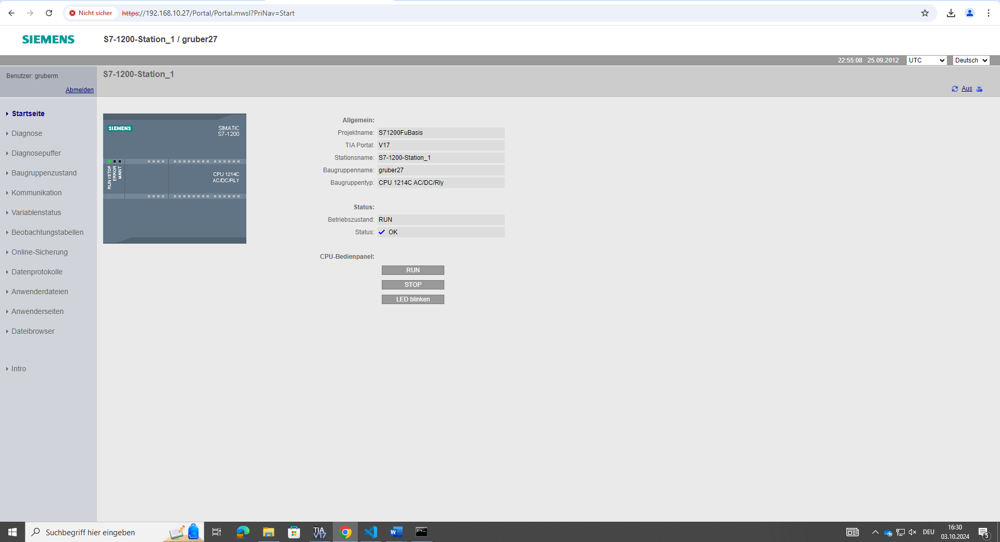 Nicht sicher https://192.168.10.27/Portal/Portal.mwsl?PriNav=Start
SIEMENS S7-1200-Station_1 / gruber27
22:55:08 25.09.2012 UTC Deutsch
Benutzer: gruberm
Abmelden
S7-1200-Station_1
Aus
Startseite
Diagnose
Diagnosepuffer
Baugruppenzustand
Kommunikation
Variablenstatus
Beobachtungstabellen
Online-Sicherung
Datenprotokolle
Anwenderdateien
Anwenderseiten
Dateibrowser
Intro
SIEMENS
SIMATIC
S7-1200
RUN / STOP
ERROR
MAINT
CPU 1214C
AC/DC/RLY
Allgemein:
Projektname: S71200FuBasis
TIA Portal: V17
Stationsname: S7-1200-Station_1
Baugruppenname: gruber27
Baugruppentyp: CPU 1214C AC/DC/Rly
Status:
Betriebszustand: RUN
Status: OK
CPU-Bedienpanel:
RUN
STOP
LED blinken
Suchbegriff hier eingeben
TIA
V17
DEU
16:30
03.10.2024
5